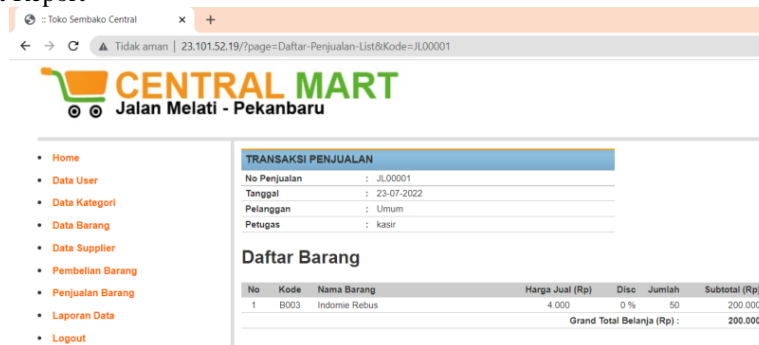 :: Toko Sembako Central × +
Tidak aman | 23.101.52.19/?page=Daftar-Penjualan-List&Kode=JL00001
CENTRAL MART
Jalan Melati - Pekanbaru
• Home
• Data User
• Data Kategori
• Data Barang
• Data Supplier
• Pembelian Barang
• Penjualan Barang
• Laporan Data
• Logout
TRANSAKSI PENJUALAN
No Penjualan : JL00001
Tanggal : 23-07-2022
Pelanggan : Umum
Petugas : kasir
Daftar Barang
No Kode Nama Barang Harga Jual (Rp) Disc Jumlah Subtotal (Rp)
1 B003 Indomie Rebus 4.000 0 % 50 200.000
Grand Total Belanja (Rp) : 200.000